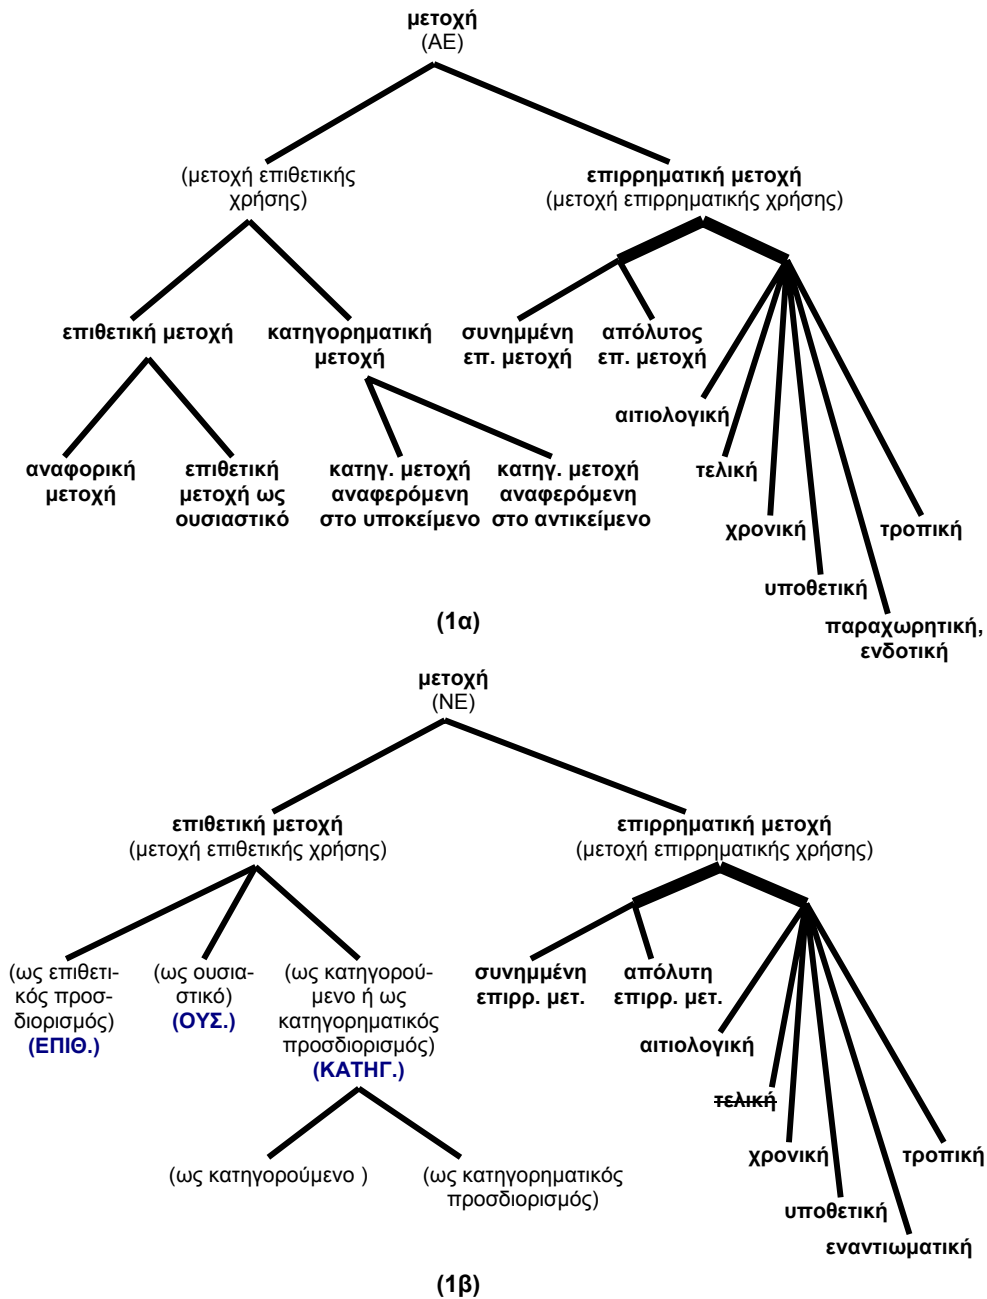 μετοχή
(ΑΕ)
(μετοχή επιθετικής
χρήσης)
επιρρηματική μετοχή
(μετοχή επιρρηματικής χρήσης)
επιθετική μετοχή
κατηγορηματική
μετοχή
συνημμένη
επ. μετοχή
απόλυτος
επ. μετοχή
αιτιολογική
αναφορική
μετοχή
επιθετική
μετοχή ως
ουσιαστικό
κατηγ. μετοχή
αναφερόμενη
στο υποκείμενο
κατηγ. μετοχή
αναφερόμενη
στο αντικείμενο
τελική
χρονική
τροπική
υποθετική
παραχωρητική,
ενδοτική
(1α)
μετοχή
(ΝΕ)
επιθετική μετοχή
(μετοχή επιθετικής χρήσης)
επιρρηματική μετοχή
(μετοχή επιρρηματικής χρήσης)
(ως επιθετι-
κός προσ-
διορισμός)
(ΕΠΙΘ.)
(ως ουσια-
στικό)
(ΟΥΣ.)
(ως κατηγορού-
μενο ή ως
κατηγορηματικός
προσδιορισμός)
(ΚΑΤΗΓ.)
συνημμένη
επιρρ. μετ.
απόλυτη
επιρρ. μετ.
αιτιολογική
τελική
χρονική
τροπική
(ως κατηγορούμενο )
(ως κατηγορηματικός
προσδιορισμός)
υποθετική
εναντιωματική
(1β)